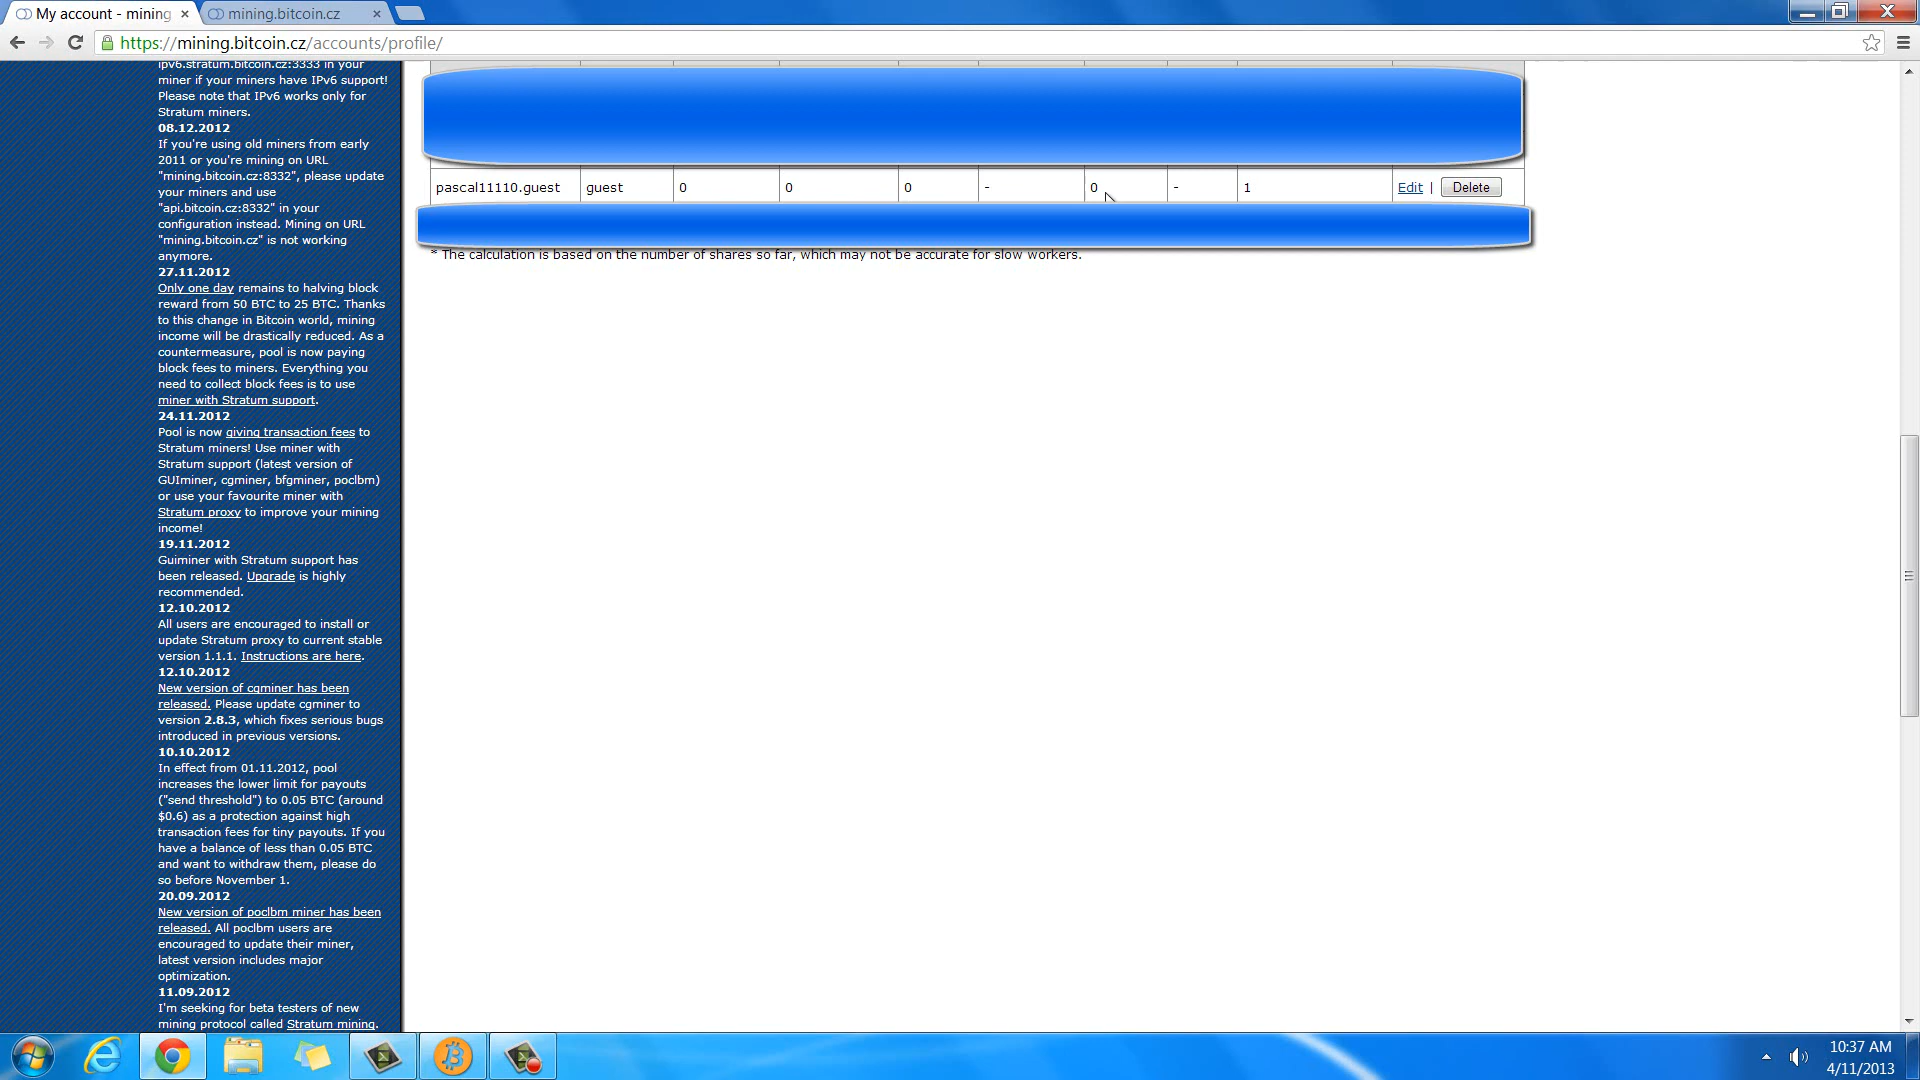 My account - mining
mining.bitcoin.cz
https://mining.bitcoin.cz/accounts/profile/
ipv6.stratum.bitcoin.cz:3333 in your
miner if your miners have IPv6 support!
Please note that IPv6 works only for
Stratum miners.
08.12.2012
If you're using old miners from early
2011 or you're mining on URL
"mining.bitcoin.cz:8332", please update
your miners and use
"api.bitcoin.cz:8332" in your
configuration instead. Mining on URL
"mining.bitcoin.cz" is not working
anymore.
27.11.2012
Only one day remains to halving block
reward from 50 BTC to 25 BTC. Thanks
to this change in Bitcoin world, mining
income will be drastically reduced. As a
countermeasure, pool is now paying
block fees to miners. Everything you
need to collect block fees is to use
miner with Stratum support.
24.11.2012
Pool is now giving transaction fees to
Stratum miners! Use miner with
Stratum support (latest version of
GUIminer, cgminer, bfgminer, poclbm)
or use your favourite miner with
Stratum proxy to improve your mining
income!
19.11.2012
Guiminer with Stratum support has
been released. Upgrade is highly
recommended.
12.10.2012
All users are encouraged to install or
update Stratum proxy to current stable
version 1.1.1. Instructions are here.
12.10.2012
New version of cgminer has been
released. Please update cgminer to
version 2.8.3, which fixes serious bugs
introduced in previous versions.
10.10.2012
In effect from 01.11.2012, pool
increases the lower limit for payouts
("send threshold") to 0.05 BTC (around
$0.6) as a protection against high
transaction fees for tiny payouts. If you
have a balance of less than 0.05 BTC
and want to withdraw them, please do
so before November 1.
20.09.2012
New version of poclbm miner has been
released. All poclbm users are
encouraged to update their miner,
latest version includes major
optimization.
11.09.2012
I'm seeking for beta testers of new
mining protocol called Stratum mining.
pascal11110.guest guest 0 0 0 - 0 - 1 Edit | Delete
* The calculation is based on the number of shares so far, which may not be accurate for slow workers.
10:37 AM
4/11/2013